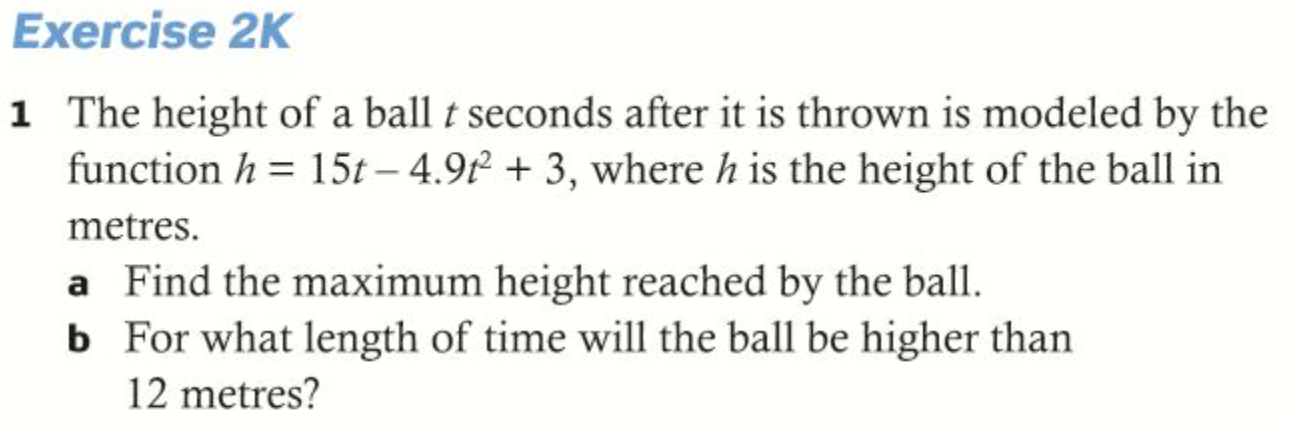 Exercise 2K
1 The height of a ball t seconds after it is thrown is modeled by the
function h = 15t – 4.9t² + 3, where h is the height of the ball in
metres.
a Find the maximum height reached by the ball.
b For what length of time will the ball be higher than
12 metres?